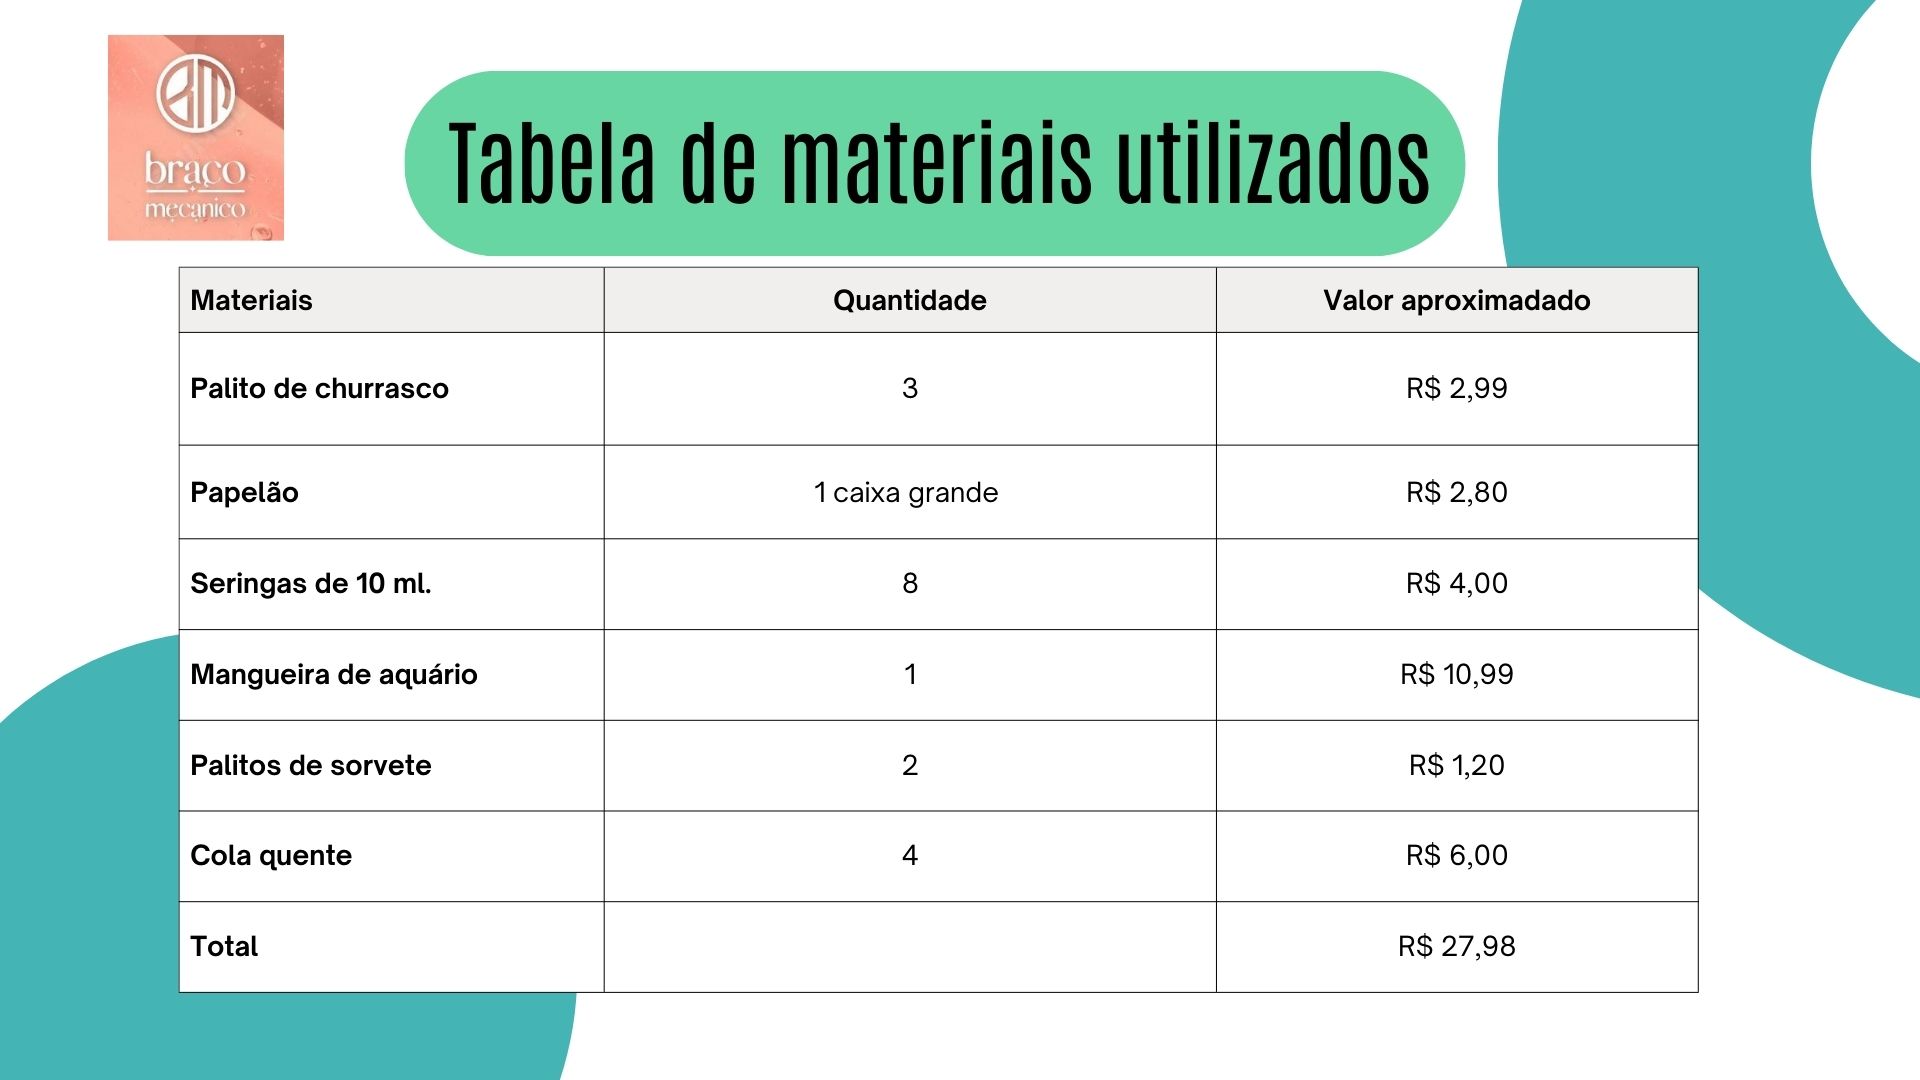 braço
mecanico
Tabela de materiais utilizados
Materiais Quantidade Valor aproximadado
Palito de churrasco 3 R$ 2,99
Papelão 1 caixa grande R$ 2,80
Seringas de 10 ml. 8 R$ 4,00
Mangueira de aquário 1 R$ 10,99
Palitos de sorvete 2 R$ 1,20
Cola quente 4 R$ 6,00
Total R$ 27,98